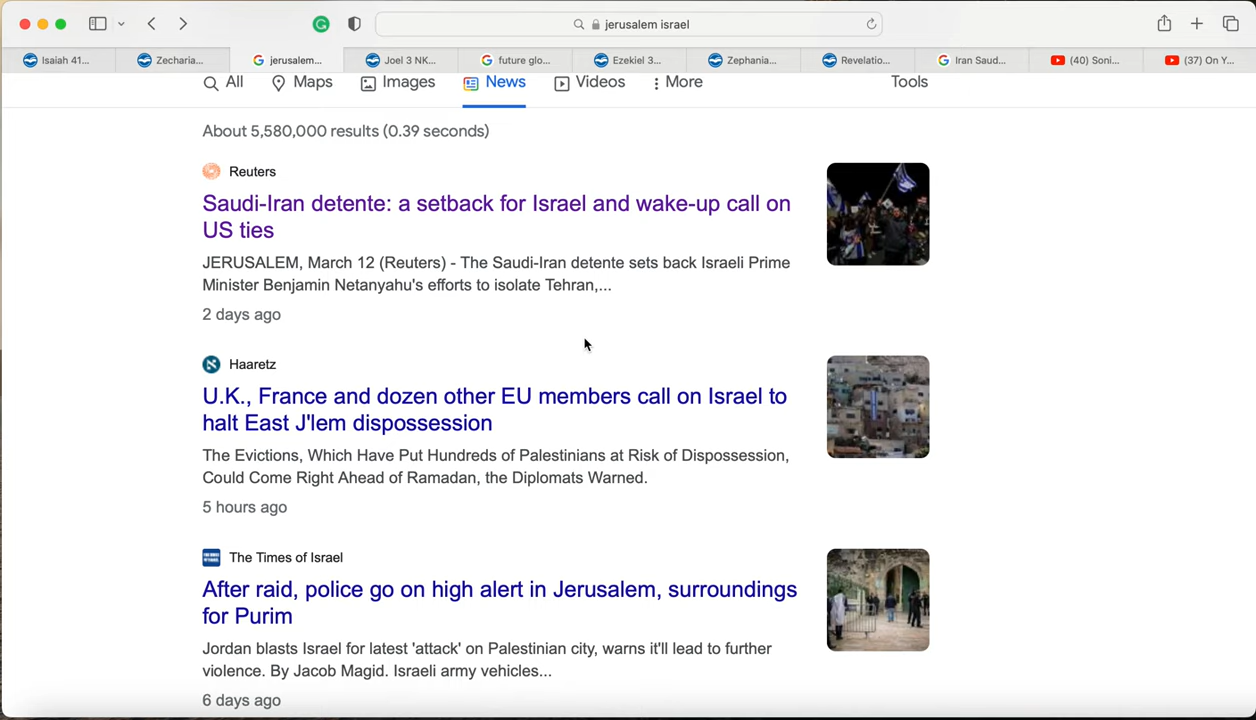 jerusalem israel
Isaiah 41...
Zecharia...
jerusalem...
Joel 3 NK...
future glo...
Ezekiel 3...
Zephania...
Revelatio...
Iran Saud...
(40) Soni...
(37) On Y...
All
Maps
Images
News
Videos
More
Tools
About 5,580,000 results (0.39 seconds)
Reuters
Saudi-Iran detente: a setback for Israel and wake-up call on
US ties
JERUSALEM, March 12 (Reuters) - The Saudi-Iran detente sets back Israeli Prime
Minister Benjamin Netanyahu's efforts to isolate Tehran,...
2 days ago
Haaretz
U.K., France and dozen other EU members call on Israel to
halt East J'lem dispossession
The Evictions, Which Have Put Hundreds of Palestinians at Risk of Dispossession,
Could Come Right Ahead of Ramadan, the Diplomats Warned.
5 hours ago
The Times of Israel
After raid, police go on high alert in Jerusalem, surroundings
for Purim
Jordan blasts Israel for latest 'attack' on Palestinian city, warns it'll lead to further
violence. By Jacob Magid. Israeli army vehicles...
6 days ago